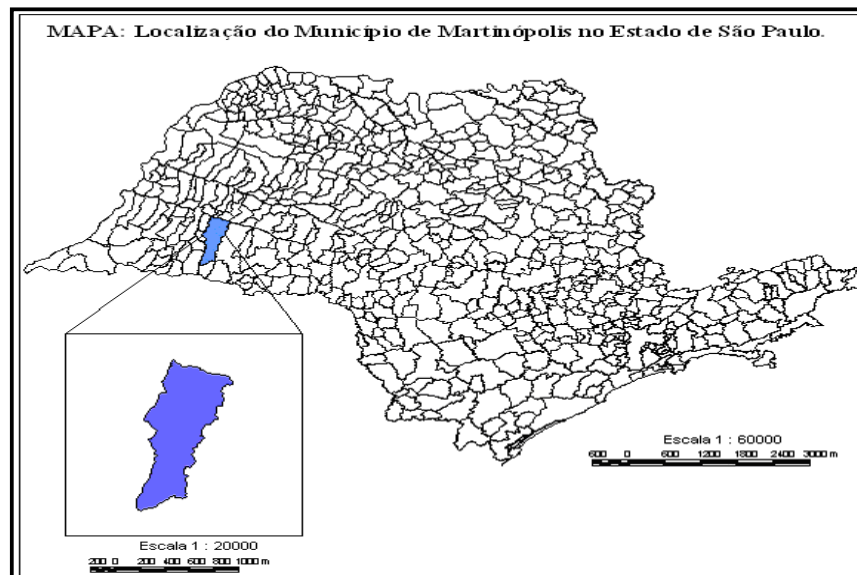 MAPA: Localização do Município de Martinópolis no Estado de São Paulo.
Escala 1 : 60000
600 0 600 1200 1800 2400 3000 m
Escala 1 : 20000
200 0 200 400 600 800 1000 m